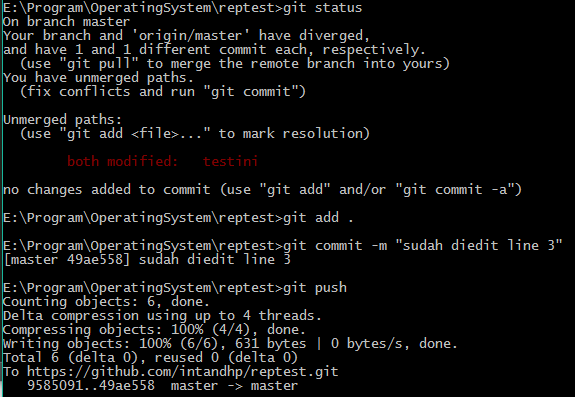 E:\Program\OperatingSystem\reptest>git status
On branch master
Your branch and 'origin/master' have diverged,
and have 1 and 1 different commit each, respectively.
  (use "git pull" to merge the remote branch into yours)
You have unmerged paths.
  (fix conflicts and run "git commit")
Unmerged paths:
  (use "git add <file>..." to mark resolution)
        both modified:   testini
no changes added to commit (use "git add" and/or "git commit -a")
E:\Program\OperatingSystem\reptest>git add .
E:\Program\OperatingSystem\reptest>git commit -m "sudah diedit line 3"
[master 49ae558] sudah diedit line 3
E:\Program\OperatingSystem\reptest>git push
Counting objects: 6, done.
Delta compression using up to 4 threads.
Compressing objects: 100% (4/4), done.
Writing objects: 100% (6/6), 631 bytes | 0 bytes/s, done.
Total 6 (delta 0), reused 0 (delta 0)
To https://github.com/intandhp/reptest.git
   9585091..49ae558  master -> master